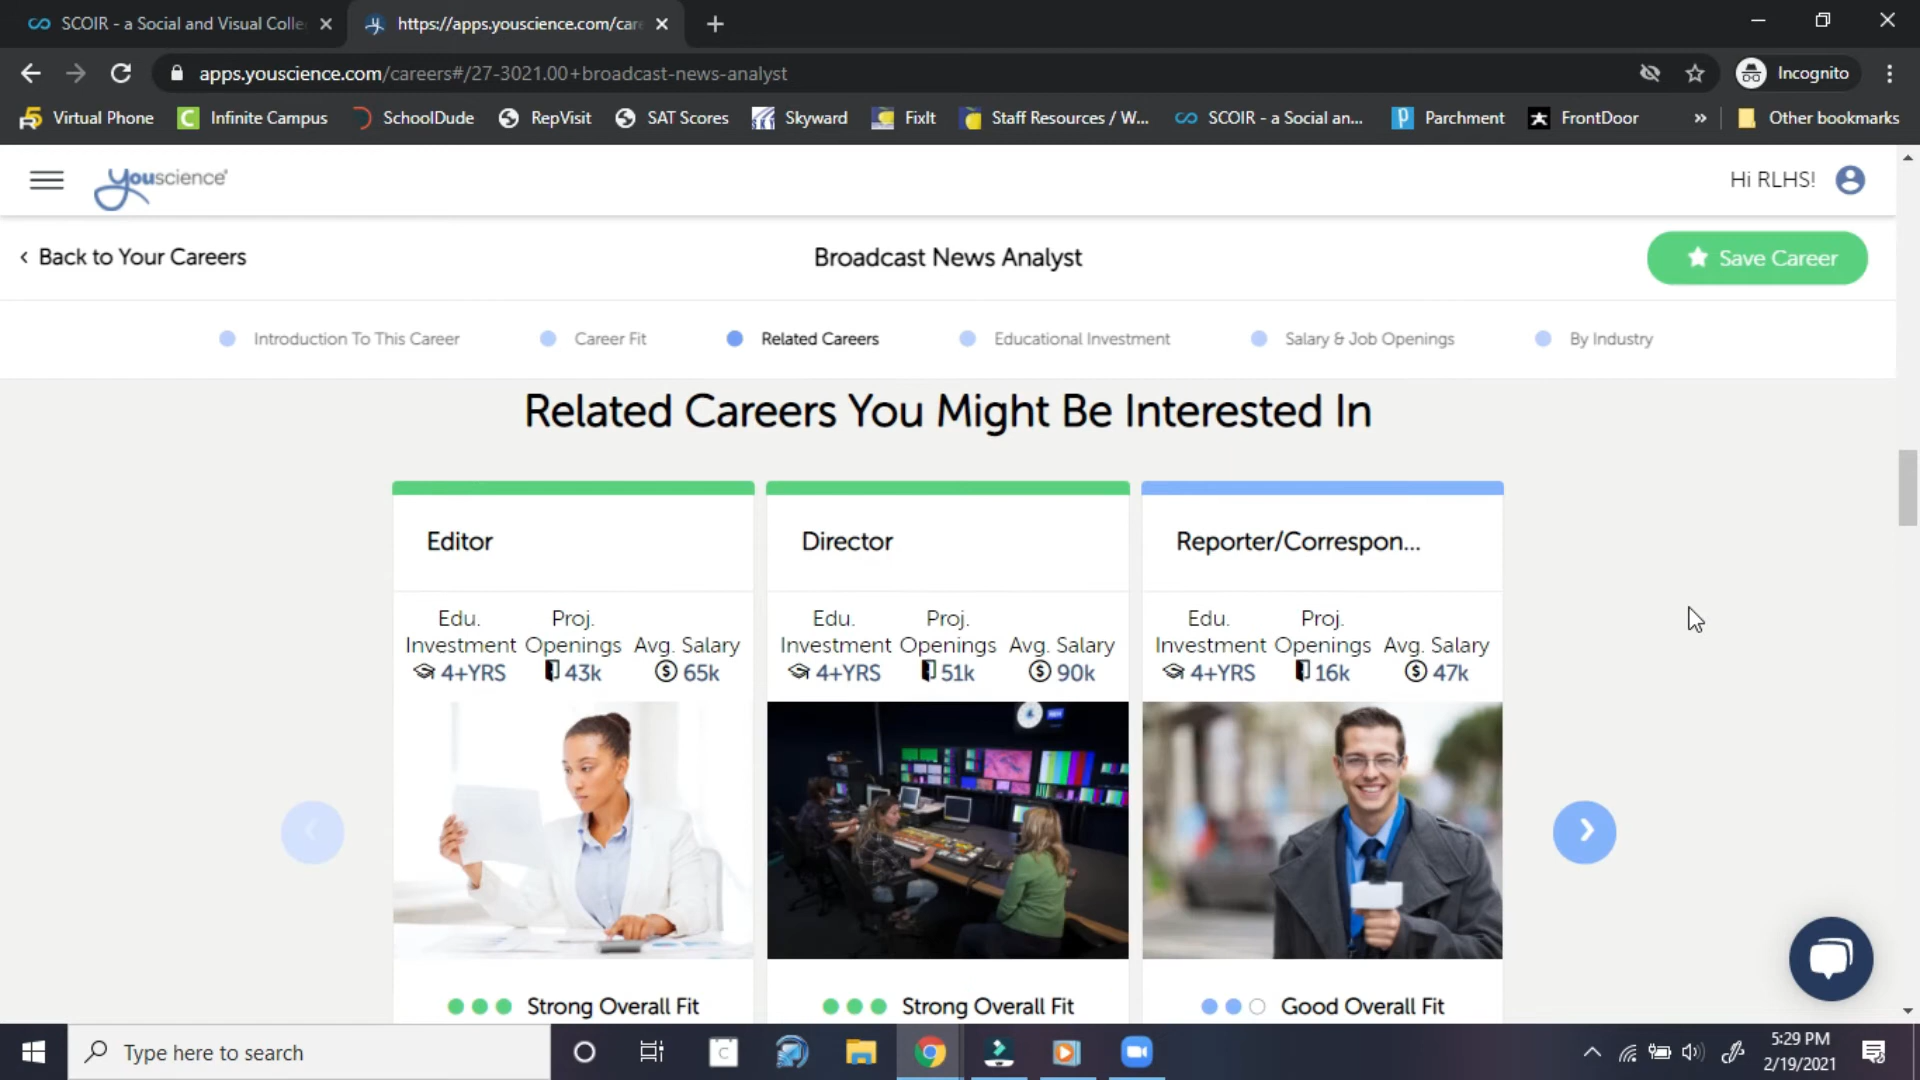 SCOIR - a Social and Visual Colle
https://apps.youscience.com/care
apps.youscience.com/careers#/27-3021.00+broadcast-news-analyst
Incognito
Virtual Phone
Infinite Campus
SchoolDude
RepVisit
SAT Scores
Skyward
FixIt
Staff Resources / W...
SCOIR - a Social an...
Parchment
FrontDoor
»
Other bookmarks
youscience
Hi RLHS!
‹ Back to Your Careers
Broadcast News Analyst
Save Career
Introduction To This Career
Career Fit
Related Careers
Educational Investment
Salary & Job Openings
By Industry
Related Careers You Might Be Interested In
Editor
Edu. Investment
4+YRS
Proj. Openings
43k
Avg. Salary
65k
Strong Overall Fit
Director
Edu. Investment
4+YRS
Proj. Openings
51k
Avg. Salary
90k
Strong Overall Fit
Reporter/Correspon...
Edu. Investment
4+YRS
Proj. Openings
16k
Avg. Salary
47k
Good Overall Fit
Type here to search
5:29 PM
2/19/2021